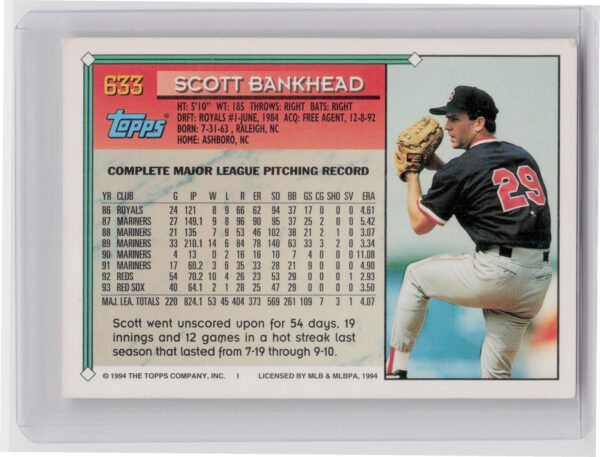 633 SCOTT BANKHEAD
topps
HT: 5'10" WT: 185 THROWS: RIGHT BATS: RIGHT
DRFT: ROYALS #1-JUNE, 1984 ACQ: FREE AGENT, 12-8-92
BORN: 7-31-63, RALEIGH, NC
HOME: ASHBORO, NC
COMPLETE MAJOR LEAGUE PITCHING RECORD
YR CLUB G IP W L R ER SO BB GS CG SHO SV ERA
86 ROYALS 24 121 8 9 66 62 94 37 17 0 0 0 4.61
87 MARINERS 27 149.1 9 8 96 90 95 37 25 2 0 0 5.42
88 MARINERS 21 135 7 9 53 46 102 38 21 2 1 0 3.07
89 MARINERS 33 210.1 14 6 84 78 140 63 33 3 2 0 3.34
90 MARINERS 4 13 0 2 16 16 10 7 4 0 0 0 11.08
91 MARINERS 17 60.2 3 6 35 33 28 21 9 0 0 0 4.90
92 REDS 54 70.2 10 4 26 23 53 29 0 0 0 1 2.93
93 RED SOX 40 64.1 2 1 28 25 47 29 0 0 0 0 3.50
MAJ. LEA. TOTALS 220 824.1 53 45 404 373 569 261 109 7 3 1 4.07
Scott went unscored upon for 54 days, 19
innings and 12 games in a hot streak last
season that lasted from 7-19 through 9-10.
© 1994 THE TOPPS COMPANY, INC. 1 LICENSED BY MLB & MLBPA, 1994
29